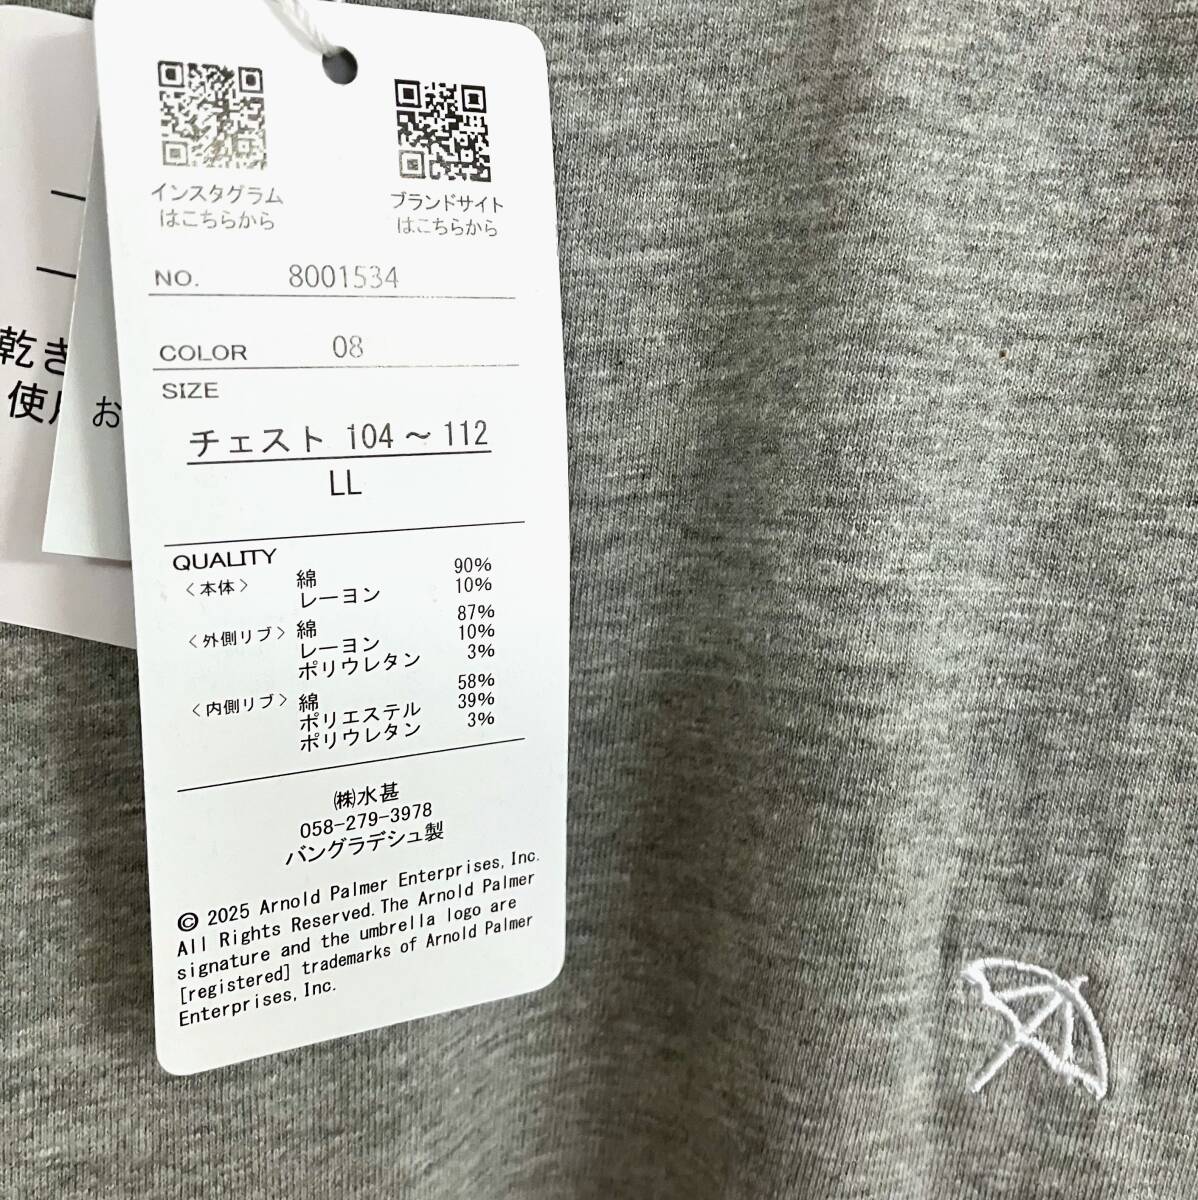 インスタグラム
はこちらから
ブランドサイト
はこちらから
NO. 8001534
COLOR 08
SIZE
チェスト 104～112
LL
QUALITY
〈本体〉 綿 90%
レーヨン 10%
〈外側リブ〉 綿 87%
レーヨン 10%
ポリウレタン 3%
〈内側リブ〉 綿 58%
ポリエステル 39%
ポリウレタン 3%
㈱水甚
058-279-3978
バングラデシュ製
© 2025 Arnold Palmer Enterprises, Inc.
All Rights Reserved. The Arnold Palmer
signature and the umbrella logo are
[registered] trademarks of Arnold Palmer
Enterprises, Inc.
乾き
使用
お